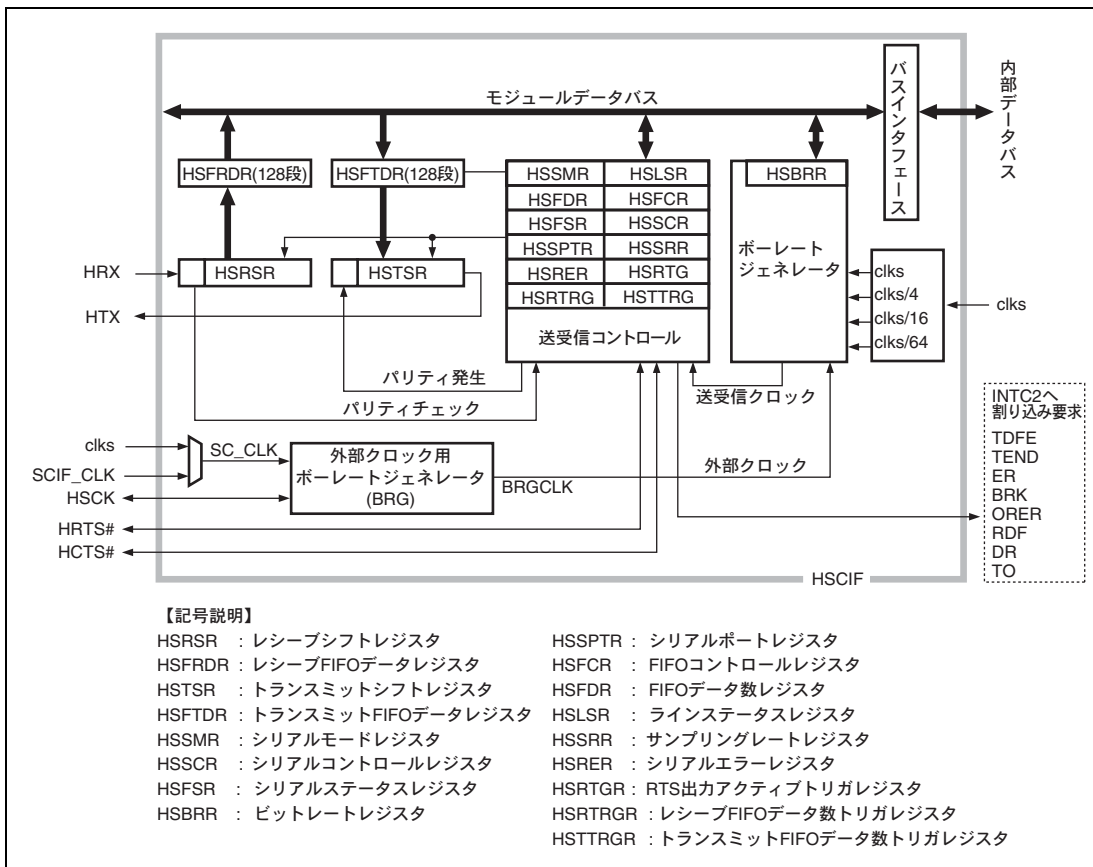 モジュールデータバス
バスインタフェース
内部データバス
HSFRDR(128段)
HSFTDR(128段)
HSSMR HSLSR
HSFDR HSFCR
HSFSR HSSCR
HSSPTR HSSRR
HSRER HSRTG
HSRTRG HSTTRG
送受信コントロール
HSBRR
ボーレート
ジェネレータ
clks
clks/4
clks/16
clks/64
clks
HRX
HSRSR
HSTSR
HTX
パリティ発生
パリティチェック
送受信クロック
clks
SC_CLK
SCIF_CLK
HSCK
外部クロック用
ボーレートジェネレータ
(BRG)
BRGCLK
外部クロック
HRTS#
HCTS#
INTC2へ
割り込み要求
TDFE
TEND
ER
BRK
ORER
RDF
DR
TO
HSCIF
【記号説明】
HSRSR : レシーブシフトレジスタ
HSFRDR : レシーブFIFOデータレジスタ
HSTSR : トランスミットシフトレジスタ
HSFTDR : トランスミットFIFOデータレジスタ
HSSMR : シリアルモードレジスタ
HSSCR : シリアルコントロールレジスタ
HSFSR : シリアルステータスレジスタ
HSBRR : ビットレートレジスタ
HSSPTR : シリアルポートレジスタ
HSFCR : FIFOコントロールレジスタ
HSFDR : FIFOデータ数レジスタ
HSLSR : ラインステータスレジスタ
HSSRR : サンプリングレートレジスタ
HSRER : シリアルエラーレジスタ
HSRTGR : RTS出力アクティブトリガレジスタ
HSRTRGR : レシーブFIFOデータ数トリガレジスタ
HSTTRGR : トランスミットFIFOデータ数トリガレジスタ